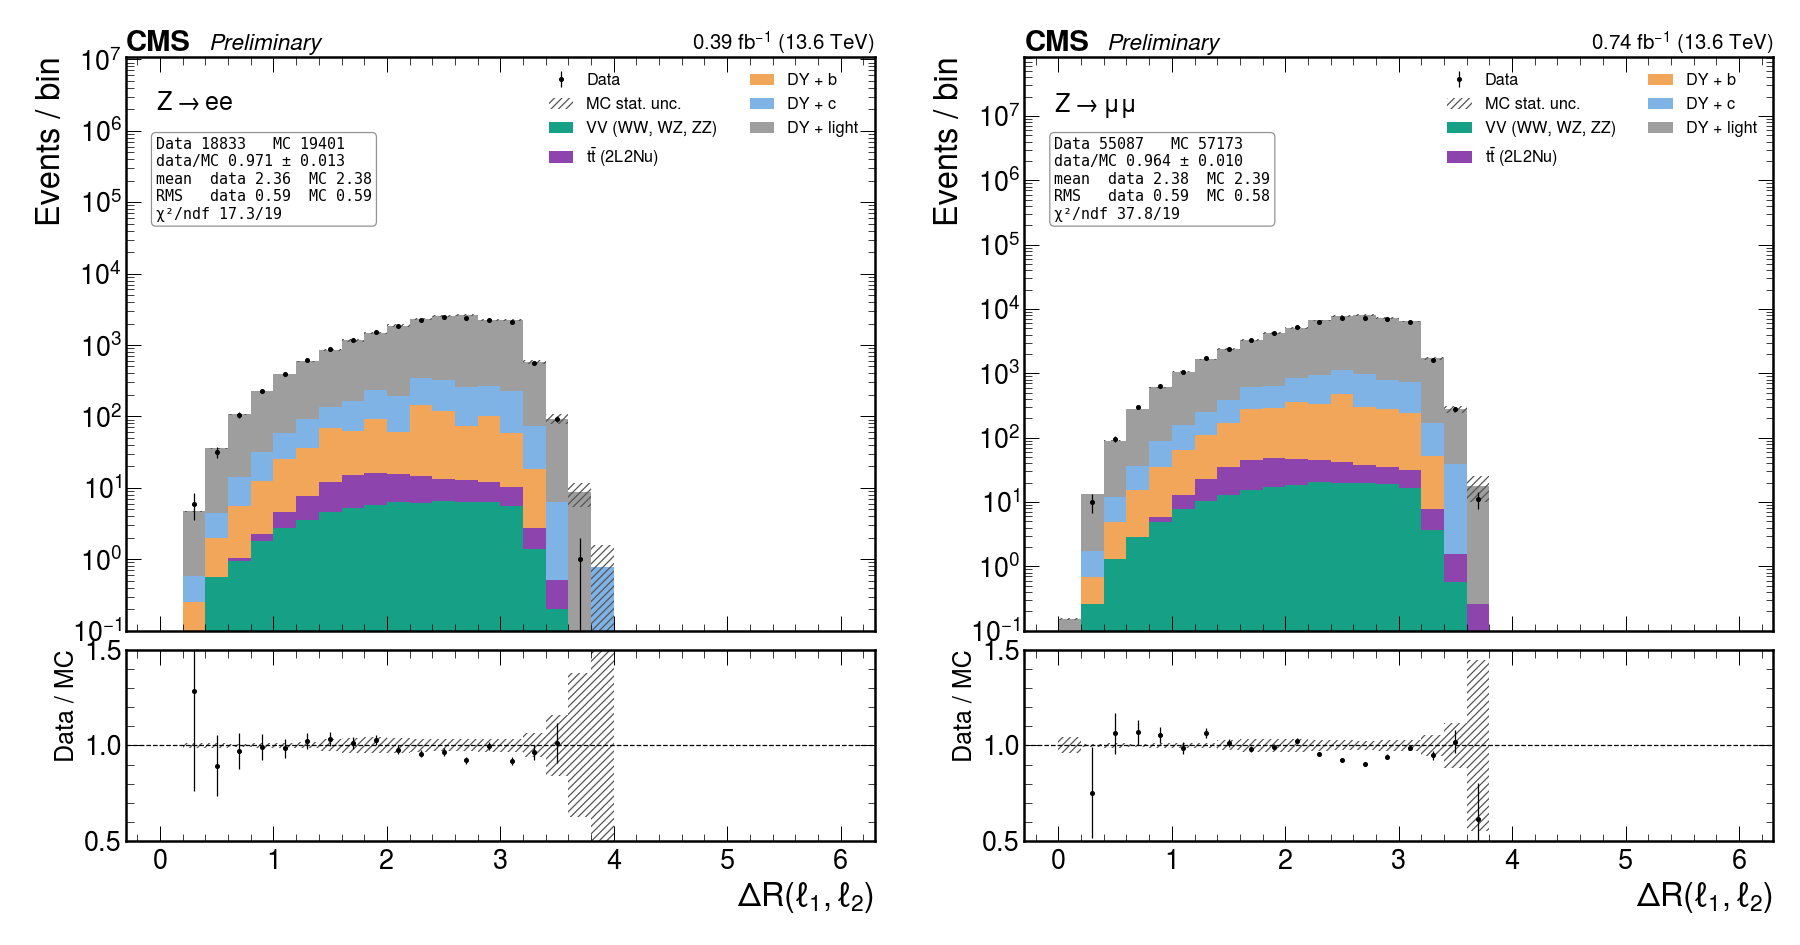 CMS Preliminary 0.39 fb⁻¹ (13.6 TeV)
Events / bin
10⁷
10⁶
10⁵
10⁴
10³
10²
10¹
10⁰
10⁻¹
Z → ee
Data 18833 MC 19401
data/MC 0.971 ± 0.013
mean data 2.36 MC 2.38
RMS data 0.59 MC 0.59
χ²/ndf 17.3/19
Data
MC stat. unc.
VV (WW, WZ, ZZ)
tt̄ (2L2Nu)
DY + b
DY + c
DY + light
Data / MC
1.5
1.0
0.5
0 1 2 3 4 5 6
ΔR(ℓ₁, ℓ₂)
CMS Preliminary 0.74 fb⁻¹ (13.6 TeV)
Events / bin
10⁷
10⁶
10⁵
10⁴
10³
10²
10¹
10⁰
10⁻¹
Z → μμ
Data 55087 MC 57173
data/MC 0.964 ± 0.010
mean data 2.38 MC 2.39
RMS data 0.59 MC 0.58
χ²/ndf 37.8/19
Data
MC stat. unc.
VV (WW, WZ, ZZ)
tt̄ (2L2Nu)
DY + b
DY + c
DY + light
Data / MC
1.5
1.0
0.5
0 1 2 3 4 5 6
ΔR(ℓ₁, ℓ₂)